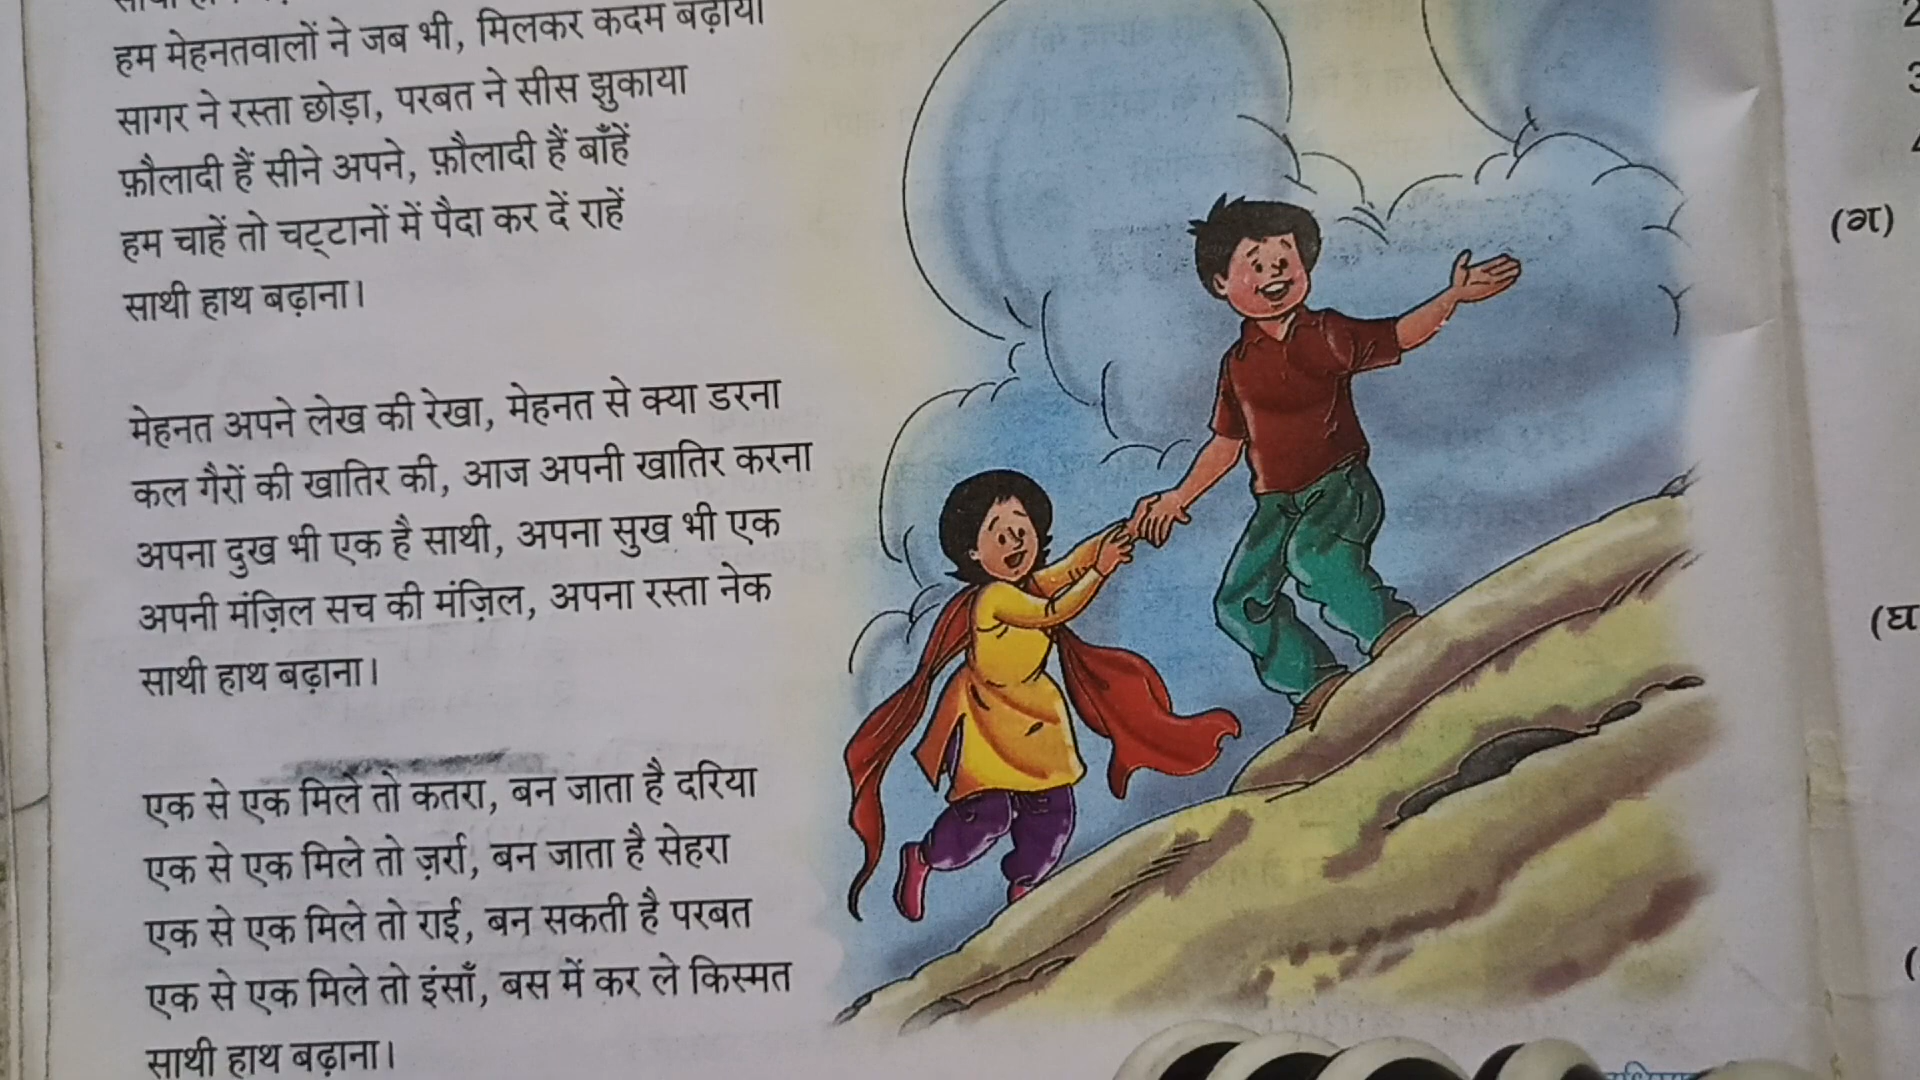 हम मेहनतवालों ने जब भी, मिलकर कदम बढ़ाया
सागर ने रस्ता छोड़ा, परबत ने सीस झुकाया
फ़ौलादी हैं सीने अपने, फ़ौलादी हैं बाँहें
हम चाहें तो चट्‌टानों में पैदा कर दें राहें
साथी हाथ बढ़ाना।
मेहनत अपने लेख की रेखा, मेहनत से क्या डरना
कल गैरों की खातिर की, आज अपनी खातिर करना
अपना दुख भी एक है साथी, अपना सुख भी एक
अपनी मंज़िल सच की मंज़िल, अपना रस्ता नेक
साथी हाथ बढ़ाना।
एक से एक मिले तो कतरा, बन जाता है दरिया
एक से एक मिले तो ज़र्रा, बन जाता है सेहरा
एक से एक मिले तो राई, बन सकती है परबत
एक से एक मिले तो इंसाँ, बस में कर ले किस्मत
साथी हाथ बढ़ाना।
(ग)
(घ